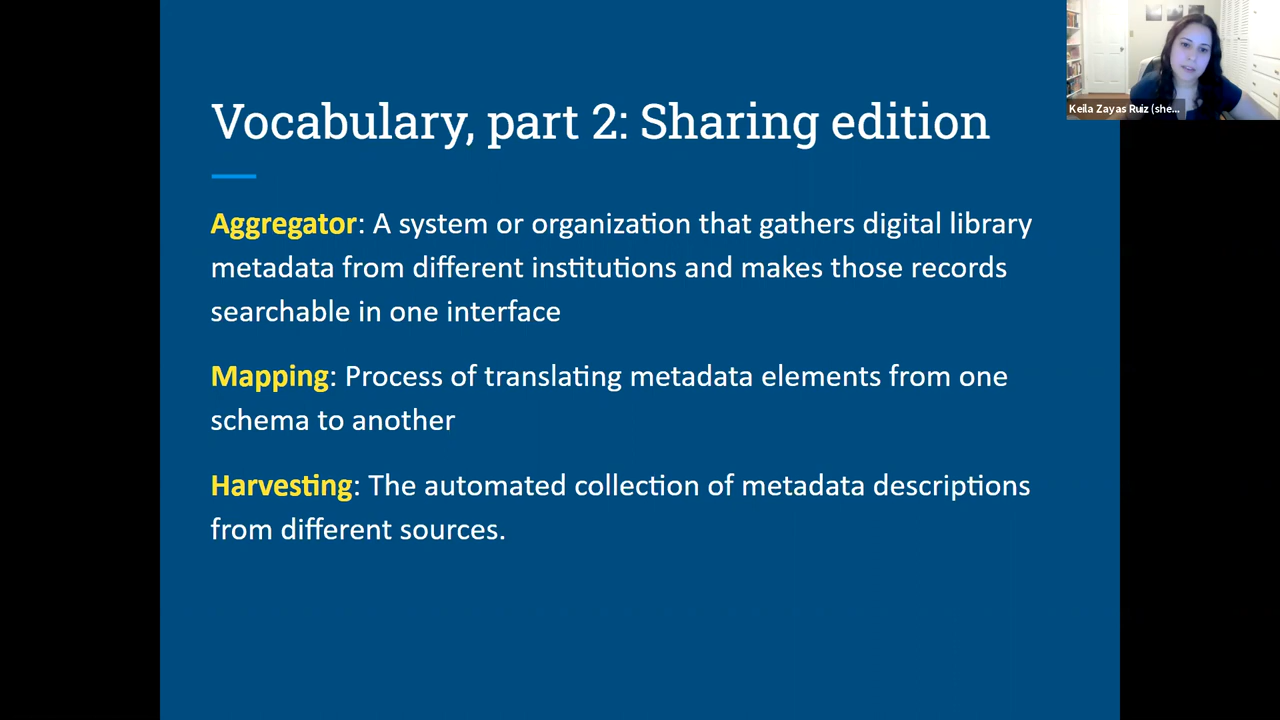 Vocabulary, part 2: Sharing edition
Aggregator: A system or organization that gathers digital library
metadata from different institutions and makes those records
searchable in one interface
Mapping: Process of translating metadata elements from one
schema to another
Harvesting: The automated collection of metadata descriptions
from different sources.
Keila Zayas Ruiz (she...